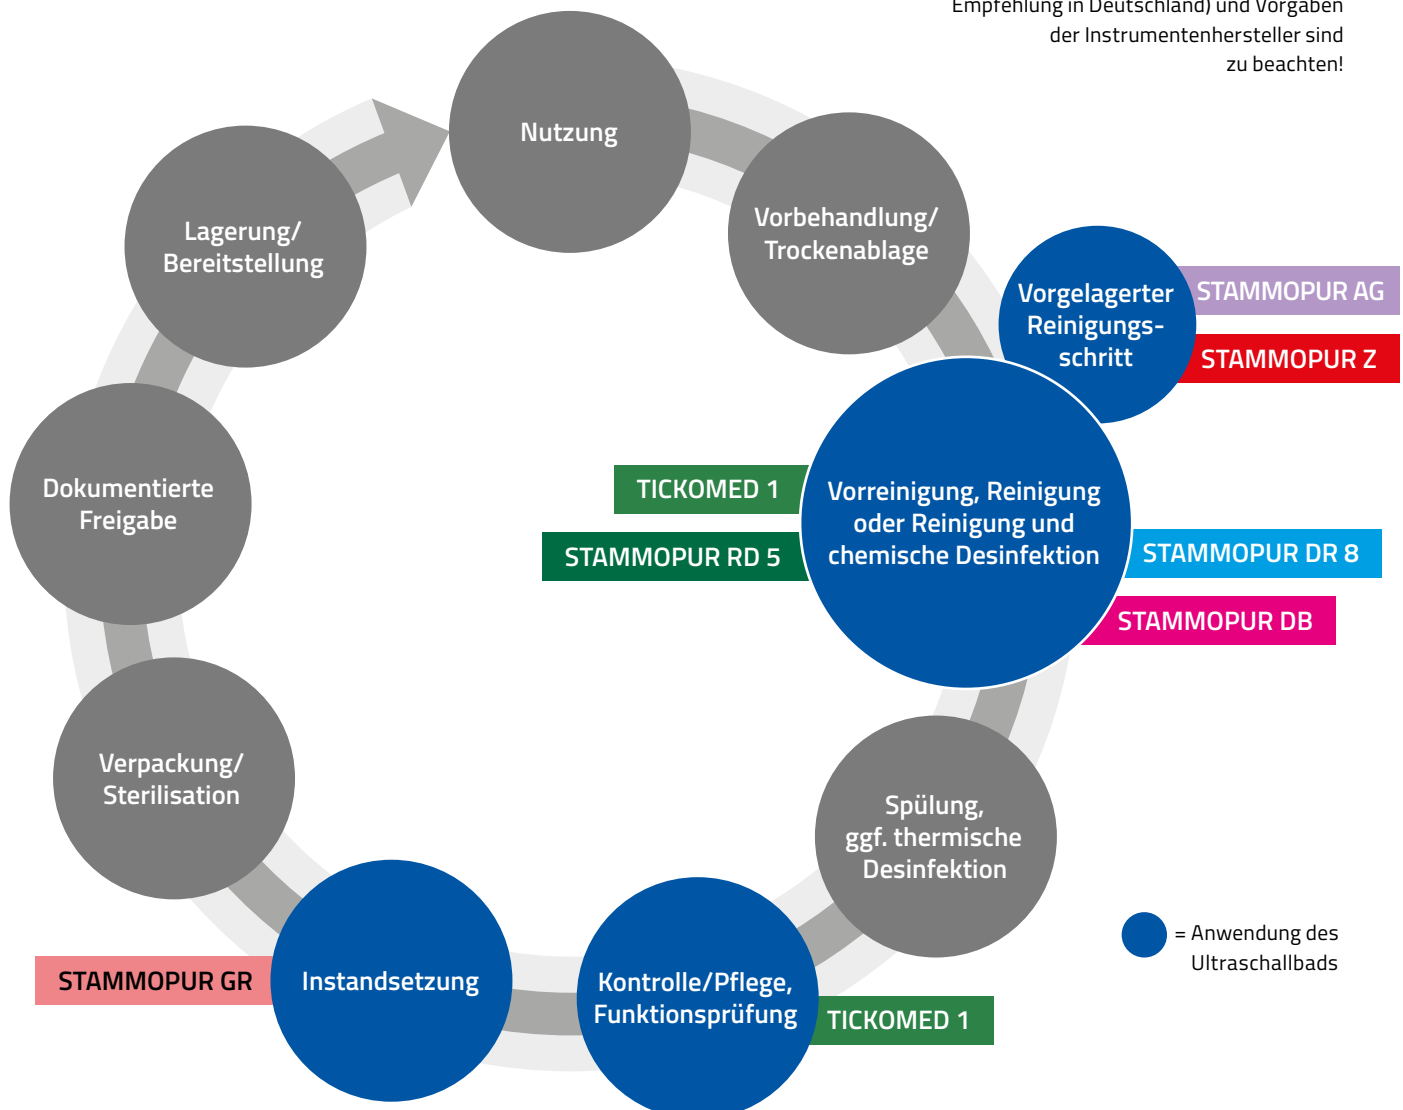 Empfehlung in Deutschland) und Vorgaben
der Instrumentenhersteller sind
zu beachten!
Nutzung
Vorbehandlung/
Trockenablage
Vorgelagerter
Reinigungs-
schritt
STAMMOPUR AG
STAMMOPUR Z
Vorreinigung, Reinigung
oder Reinigung und
chemische Desinfektion
TICKOMED 1
STAMMOPUR RD 5
STAMMOPUR DR 8
STAMMOPUR DB
Spülung,
ggf. thermische
Desinfektion
Kontrolle/Pflege,
Funktionsprüfung
TICKOMED 1
Instandsetzung
STAMMOPUR GR
Verpackung/
Sterilisation
Dokumentierte
Freigabe
Lagerung/
Bereitstellung
= Anwendung des
Ultraschallbads